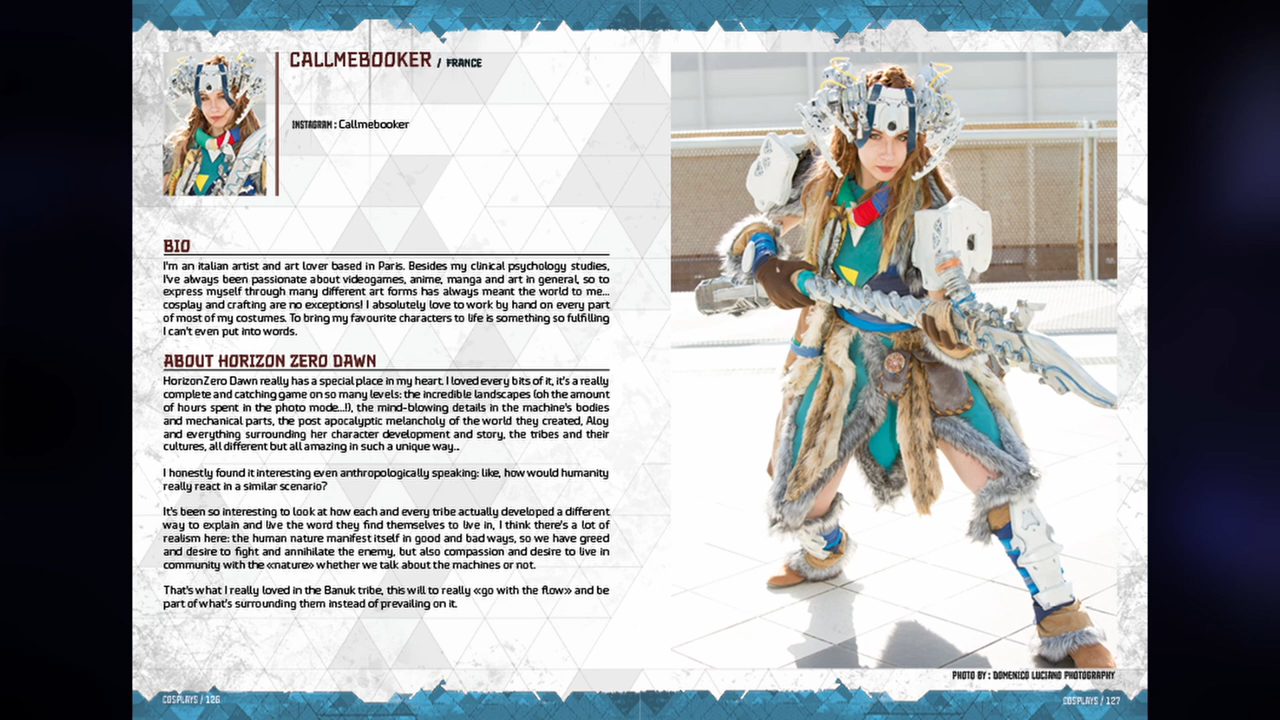 CALLMEBOOKER / FRANCE
INSTAGRAM : Callmebooker
BIO
I'm an italian artist and art lover based in Paris. Besides my clinical psychology studies,
I've always been passionate about videogames, anime, manga and art in general, so to
express myself through many different art forms has always meant the world to me...
cosplay and crafting are no exceptions! I absolutely love to work by hand on every part
of most of my costumes. To bring my favourite characters to life is something so fulfilling
I can't even put into words.
ABOUT HORIZON ZERO DAWN
Horizon Zero Dawn really has a special place in my heart. I loved every bits of it, it's a really
complete and catching game on so many levels: the incredible landscapes (oh the amount
of hours spent in the photo mode...!), the mind-blowing details in the machine's bodies
and mechanical parts, the post apocalyptic melancholy of the world they created, Aloy
and everything surrounding her character development and story, the tribes and their
cultures, all different but all amazing in such a unique way...
I honestly found it interesting even anthropologically speaking: like, how would humanity
really react in a similar scenario?
It's been so interesting to look at how each and every tribe actually developed a different
way to explain and live the word they find themselves to live in, I think there's a lot of
realism here: the human nature manifest itself in good and bad ways, so we have greed
and desire to fight and annihilate the enemy, but also compassion and desire to live in
community with the «nature» whether we talk about the machines or not.
That's what I really loved in the Banuk tribe, this will to really «go with the flow» and be
part of what's surrounding them instead of prevailing on it.
PHOTO BY : DOMENICO LUCIANO PHOTOGRAPHY
COSPLAYS / 126
COSPLAYS / 127